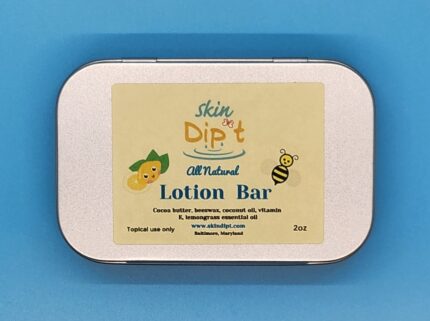 Skin
Dip't
All Natural
Lotion Bar
Cocoa butter, beeswax, coconut oil, vitamin
E, lemongrass essential oil
www.skindipt.com
Topical use only
Baltimore, Maryland
2oz